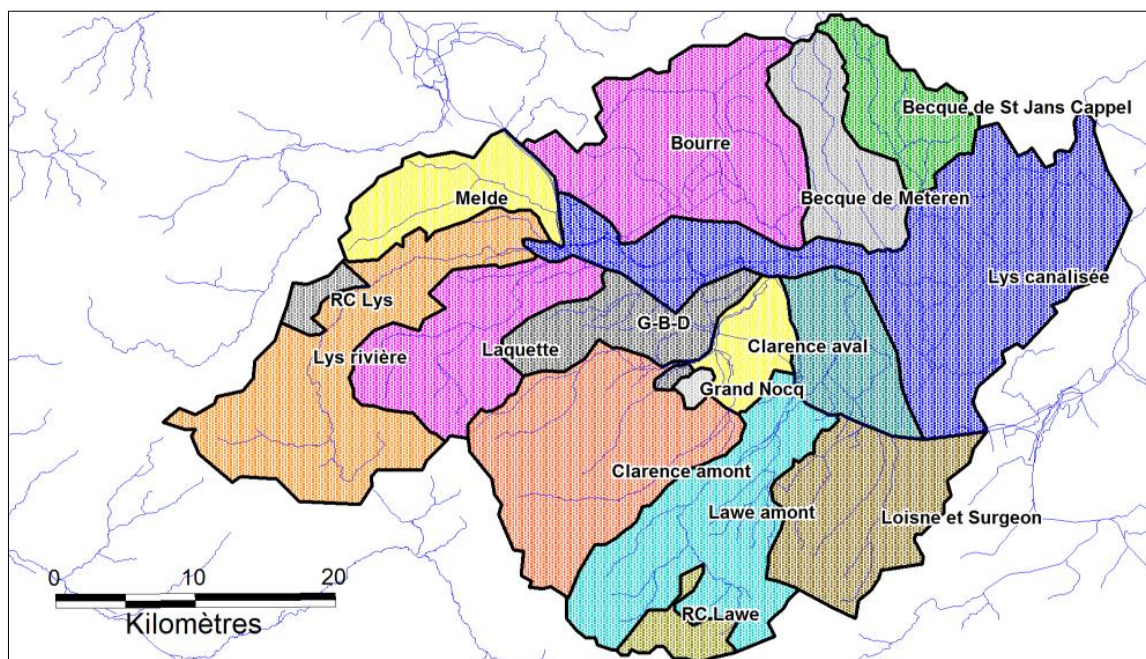 Becque de St Jans Cappel
Bourre
Melde
Becque de Meteren
Lys canalisée
RC Lys
G-B-D
Lys rivière
Laquette
Clarence aval
Grand Nocq
Clarence amont
Lawe amont
Loisne et Surgeon
RC Lawe
0 10 20
Kilomètres